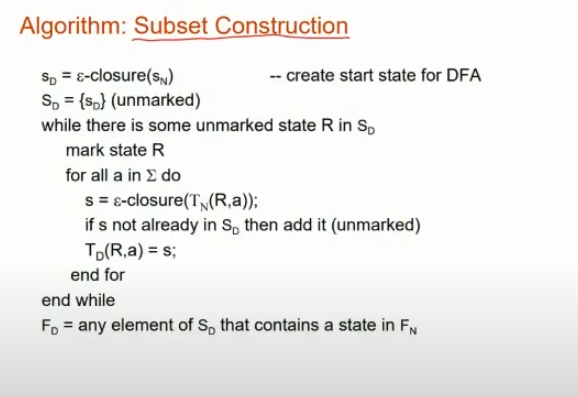 Algorithm: Subset Construction
s_D = ε-closure(s_N) -- create start state for DFA
S_D = {s_D} (unmarked)
while there is some unmarked state R in S_D
mark state R
for all a in Σ do
s = ε-closure(T_N(R,a));
if s not already in S_D then add it (unmarked)
T_D(R,a) = s;
end for
end while
F_D = any element of S_D that contains a state in F_N